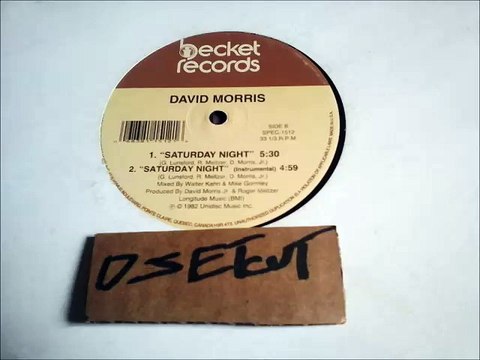 becket
records
DAVID MORRIS
SIDE B
SPEC 1512
33 1/3 R.P.M.
1. "SATURDAY NIGHT" 5:30
(G. Lunsford, R. Meltzer, D. Morris, Jr.)
2. "SATURDAY NIGHT" (Instrumental) 4:59
(G. Lunsford, R. Meltzer, D. Morris, Jr.)
Mixed By Walter Kahn & Mike Gormley
Produced By David Morris Jr. & Roger Meltzer
Longitude Music (BMI)
℗ © 1982 Unidisc Music Inc.